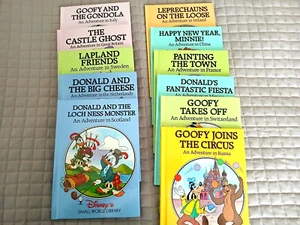 GOOFY AND
THE GONDOLA
An Adventure in Italy
THE
CASTLE GHOST
An Adventure in Great Britain
LAPLAND
FRIENDS
An Adventure in Sweden
DONALD AND
THE BIG CHEESE
An Adventure in the Netherlands
DONALD AND THE
LOCH NESS MONSTER
An Adventure in Scotland
Disney's
SMALL WORLD LIBRARY
LEPRECHAUNS
ON THE LOOSE
An Adventure in Ireland
HAPPY NEW YEAR,
MINNIE!
An Adventure in China
PAINTING
THE TOWN
An Adventure in France
DONALD'S
FANTASTIC FIESTA
GOOFY
TAKES OFF
An Adventure in Switzerland
GOOFY JOINS
THE CIRCUS
An Adventure in Russia